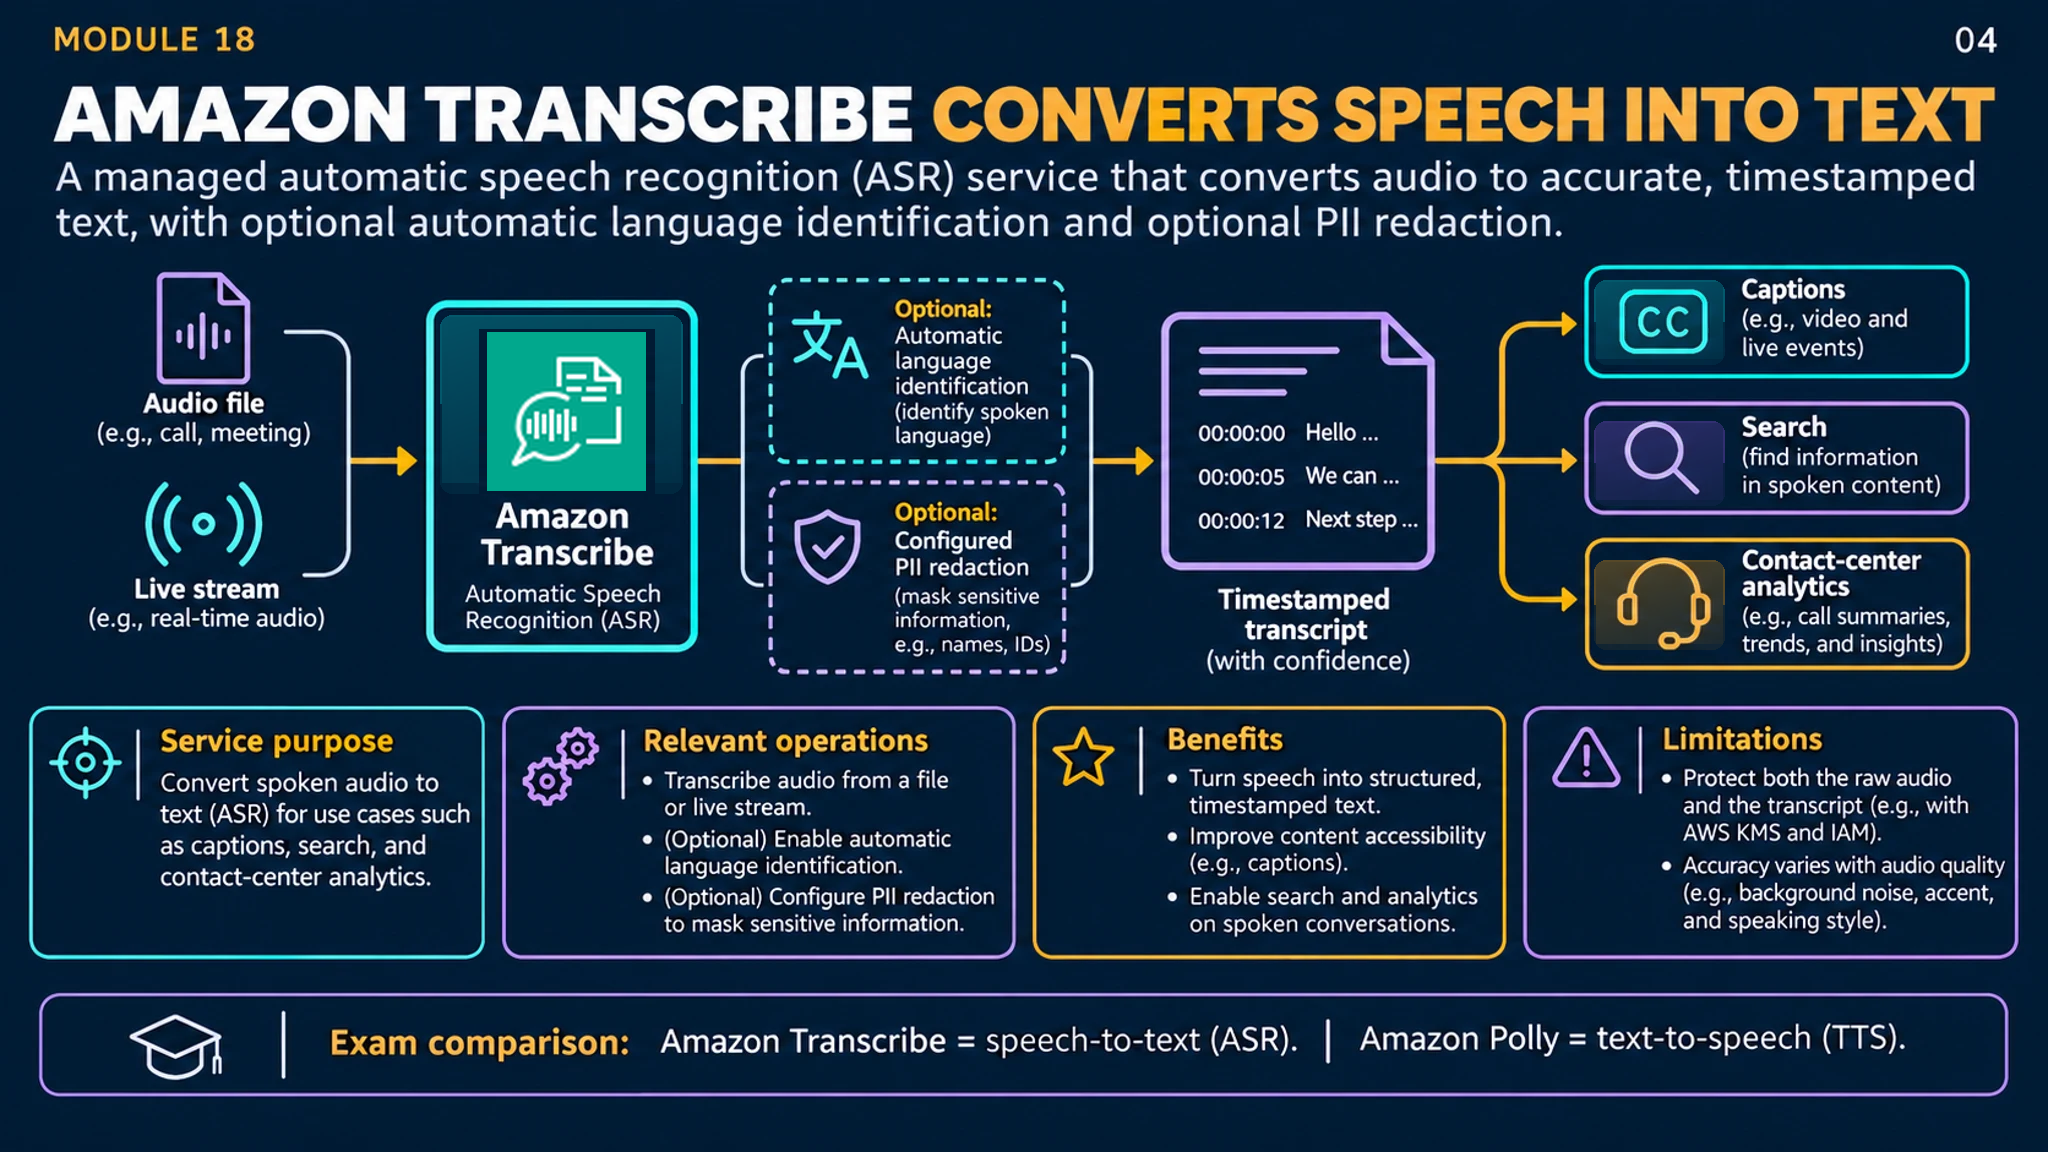 MODULE 18
04
AMAZON TRANSCRIBE CONVERTS SPEECH INTO TEXT
A managed automatic speech recognition (ASR) service that converts audio to accurate, timestamped
text, with optional automatic language identification and optional PII redaction.
Audio file
(e.g., call, meeting)
Live stream
(e.g., real-time audio)
Amazon
Transcribe
Automatic Speech
Recognition (ASR)
文A
Optional:
Automatic
language
identification
(identify spoken
language)
Optional:
Configured
PII redaction
(mask sensitive
information,
e.g., names, IDs)
00:00:00 Hello ...
00:00:05 We can ...
00:00:12 Next step ...
Timestamped
transcript
(with confidence)
CC
Captions
(e.g., video and
live events)
Search
(find information
in spoken content)
Contact-center
analytics
(e.g., call summaries,
trends, and insights)
Service purpose
Convert spoken audio to
text (ASR) for use cases such
as captions, search, and
contact-center analytics.
Relevant operations
• Transcribe audio from a file
or live stream.
• (Optional) Enable automatic
language identification.
• (Optional) Configure PII redaction
to mask sensitive information.
Benefits
• Turn speech into structured,
timestamped text.
• Improve content accessibility
(e.g., captions).
• Enable search and analytics
on spoken conversations.
Limitations
• Protect both the raw audio
and the transcript (e.g., with
AWS KMS and IAM).
• Accuracy varies with audio quality
(e.g., background noise, accent,
and speaking style).
Exam comparison: Amazon Transcribe = speech-to-text (ASR). | Amazon Polly = text-to-speech (TTS).